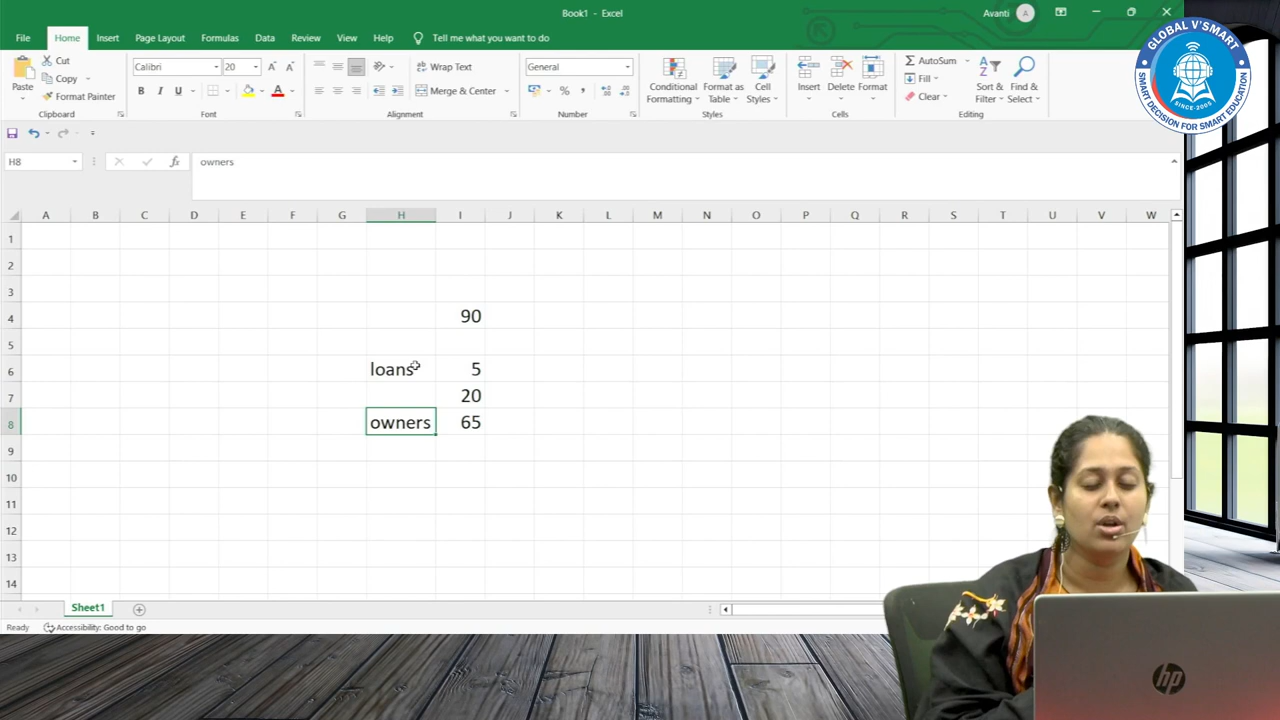 Book1 - Excel
Avanti
File Home Insert Page Layout Formulas Data Review View Help Tell me what you want to do
Paste
Cut
Copy
Format Painter
Clipboard
Calibri 20
B I U
Font
Wrap Text
Merge & Center
Alignment
General
%
Number
Conditional Formatting
Format as Table
Cell Styles
Styles
Insert Delete Format
Cells
AutoSum
Fill
Clear
Sort & Filter
Find & Select
Editing
GLOBAL V'SMART
SINCE-2005
SMART DECISION FOR SMART EDUCATION
H8 fx owners
A B C D E F G H I J K L M N O P Q R S T U V W
1
2
3
4 90
5
6 loans 5
7 20
8 owners 65
9
10
11
12
13
14
Sheet1
Ready Accessibility: Good to go
hp